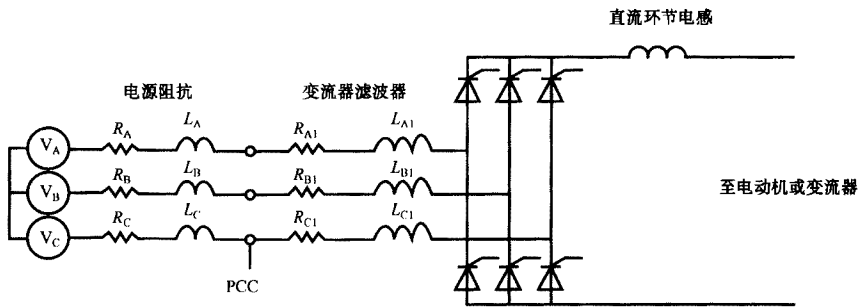 直流环节电感
电源阻抗 变流器滤波器
V_A R_A L_A R_A1 L_A1
V_B R_B L_B R_B1 L_B1
至电动机或变流器
V_C R_C L_C R_C1 L_C1
PCC